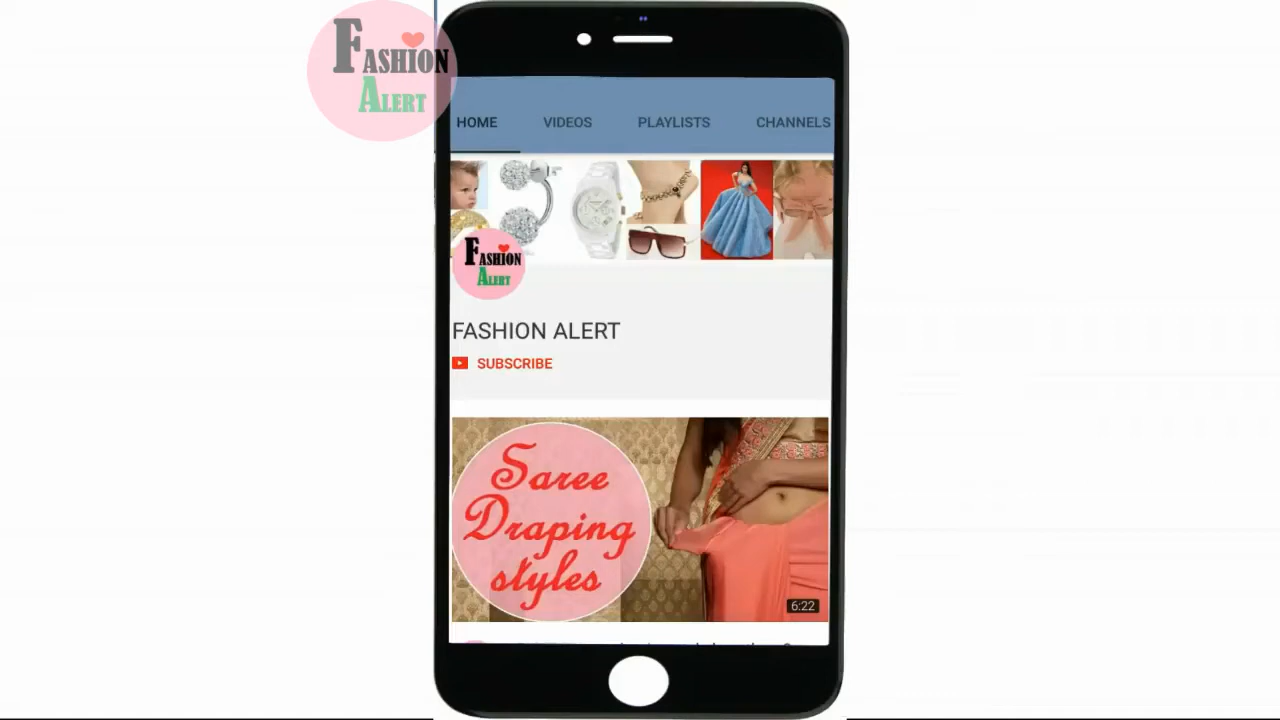 FASHION
ALERT
HOME VIDEOS PLAYLISTS CHANNELS
FASHION
ALERT
FASHION ALERT
SUBSCRIBE
Saree
Draping
styles
6:22